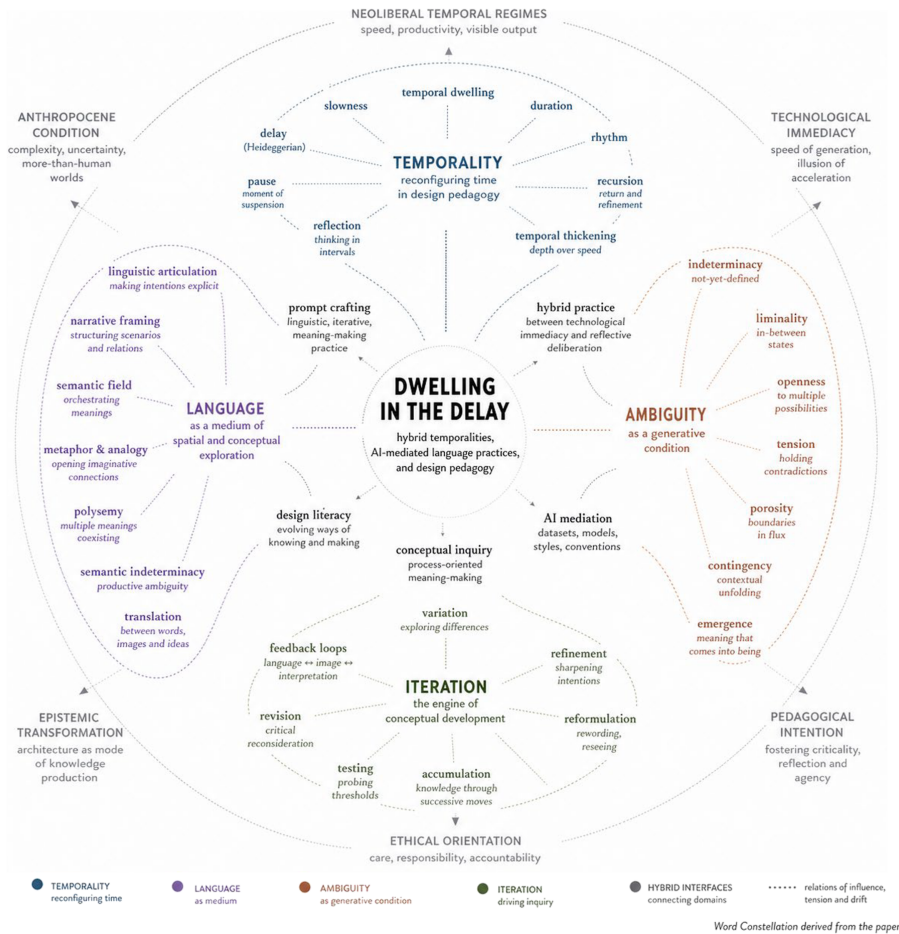 NEOLIBERAL TEMPORAL REGIMES
speed, productivity, visible output
ANTHROPOCENE
CONDITION
complexity, uncertainty,
more-than-human
worlds
TECHNOLOGICAL
IMMEDIACY
speed of generation,
illusion of
acceleration
temporal dwelling
slowness
duration
delay
(Heideggerian)
rhythm
TEMPORALITY
reconfiguring time
in design pedagogy
pause
moment of
suspension
recursion
return and
refinement
reflection
thinking in
intervals
temporal thickening
depth over speed
linguistic articulation
making intentions explicit
narrative framing
structuring scenarios
and relations
semantic field
orchestrating
meanings
metaphor & analogy
opening imaginative
connections
polysemy
multiple meanings
coexisting
semantic indeterminacy
productive ambiguity
translation
between words,
images and ideas
LANGUAGE
as a medium of
spatial and conceptual
exploration
prompt crafting
linguistic, iterative,
meaning-making
practice
hybrid practice
between technological
immediacy and reflective
deliberation
DWELLING
IN THE DELAY
hybrid temporalities,
AI-mediated language practices,
and design pedagogy
design literacy
evolving ways of
knowing and making
AI mediation
datasets, models,
styles, conventions
conceptual inquiry
process-oriented
meaning-making
AMBIGUITY
as a generative
condition
indeterminacy
not-yet-defined
liminality
in-between
states
openness
to multiple
possibilities
tension
holding
contradictions
porosity
boundaries
in flux
contingency
contextual
unfolding
emergence
meaning that
comes into being
variation
exploring differences
feedback loops
language ↔ image ↔
interpretation
refinement
sharpening
intentions
ITERATION
the engine of
conceptual development
revision
critical
reconsideration
reformulation
rewording,
reseeing
testing
probing
thresholds
accumulation
knowledge through
successive moves
EPISTEMIC
TRANSFORMATION
architecture as mode
of knowledge
production
PEDAGOGICAL
INTENTION
fostering criticality,
reflection and
agency
ETHICAL ORIENTATION
care, responsibility, accountability
TEMPORALITY
reconfiguring time
LANGUAGE
as medium
AMBIGUITY
as generative condition
ITERATION
driving inquiry
HYBRID INTERFACES
connecting domains
relations of influence,
tension and drift
Word Constellation derived from the paper